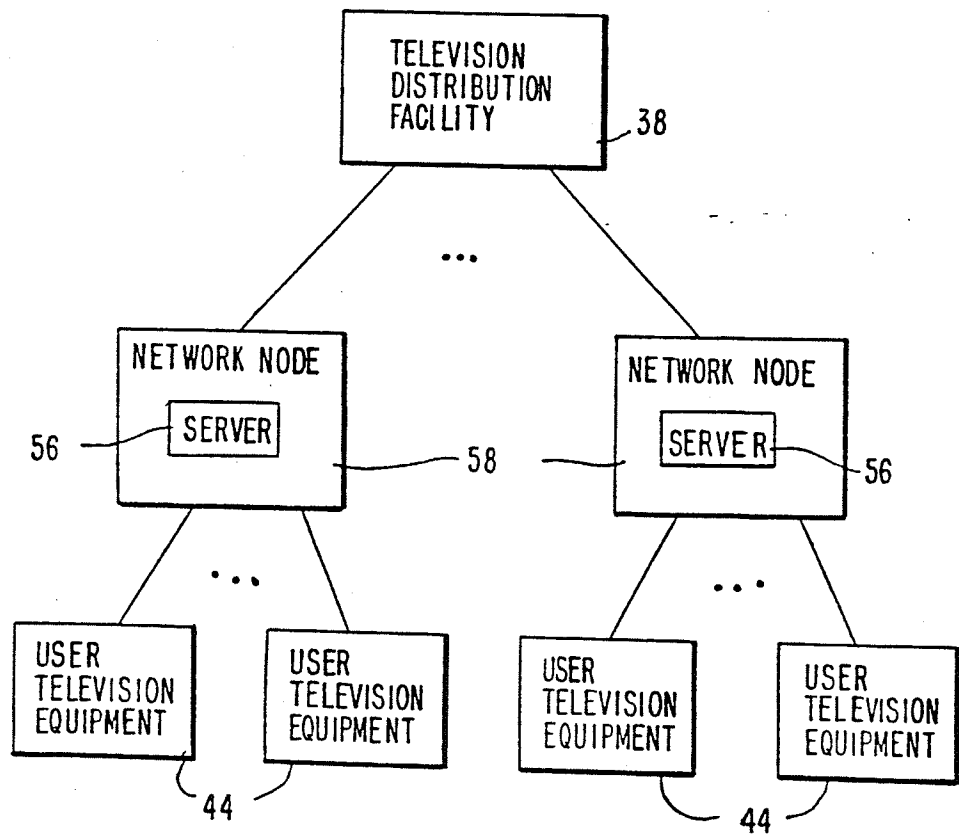 TELEVISION
DISTRIBUTION
FACILITY
38
...
NETWORK NODE
SERVER
56
58
NETWORK NODE
SERVER
56
...
...
USER
TELEVISION
EQUIPMENT
USER
TELEVISION
EQUIPMENT
44
USER
TELEVISION
EQUIPMENT
USER
TELEVISION
EQUIPMENT
44